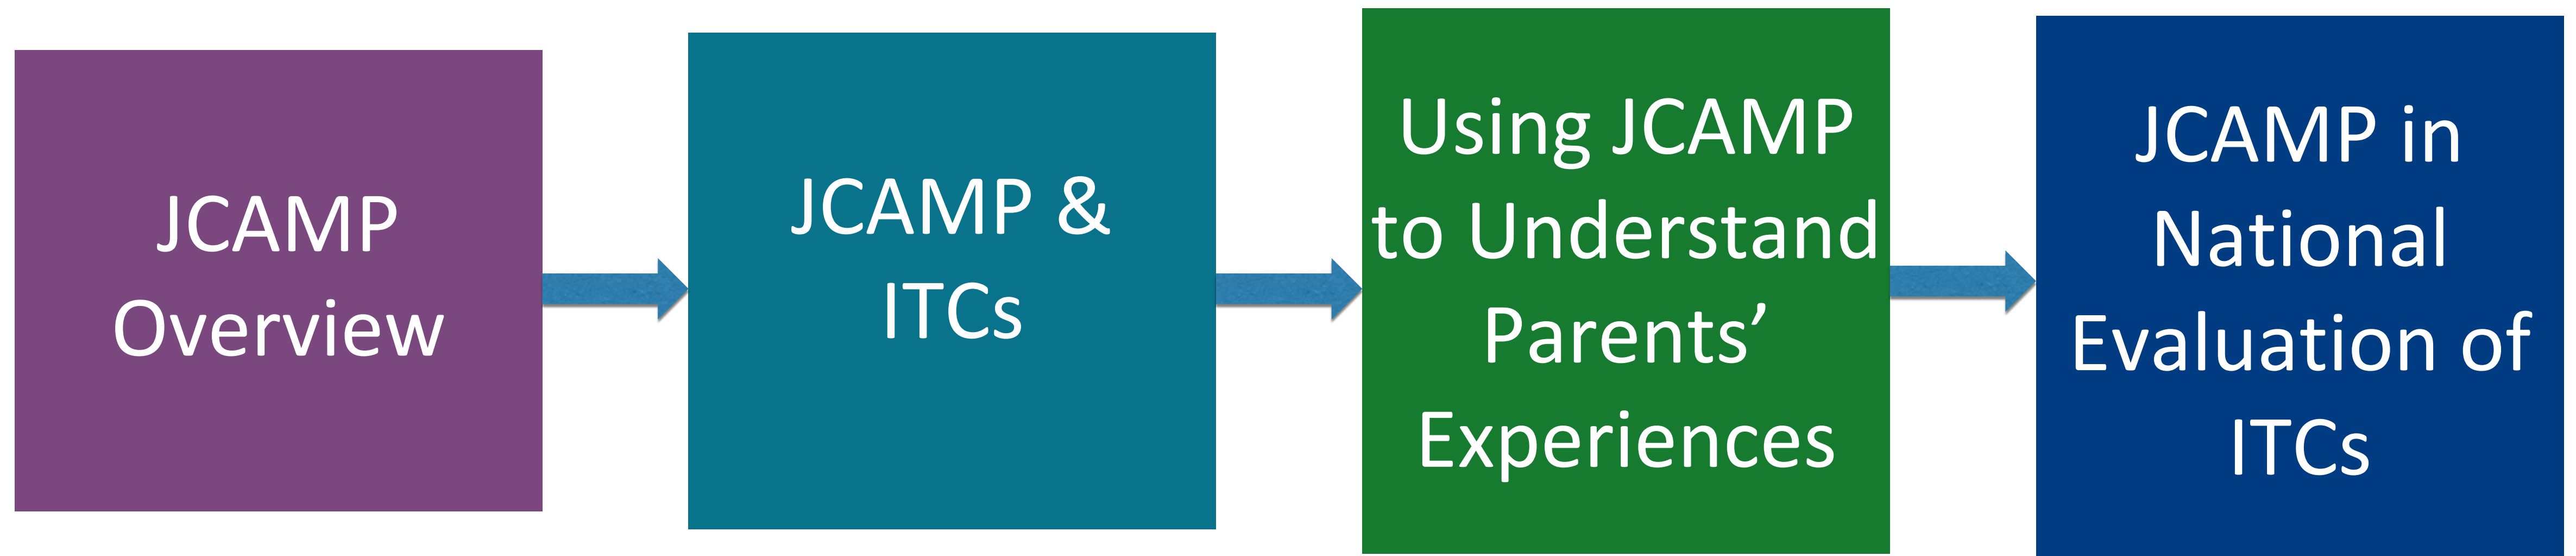 JCAMP
Overview
JCAMP &
ITCs
Using JCAMP
to Understand
Parents’
Experiences
JCAMP in
National
Evaluation of
ITCs